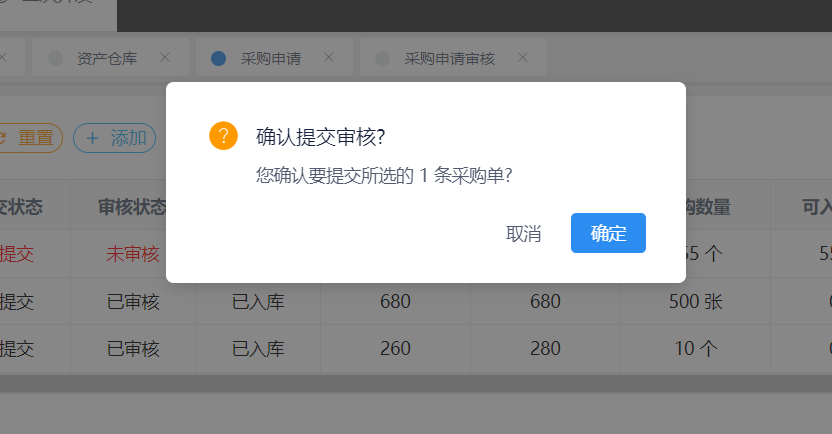 资产仓库
采购申请
采购申请审核
重置
添加
确认提交审核?
您确认要提交所选的 1 条采购单?
取消
确定
交状态 审核状态 购数量 可入
提交 未审核 55 个 55
提交 已审核 已入库 680 680 500 张
提交 已审核 已入库 260 280 10 个